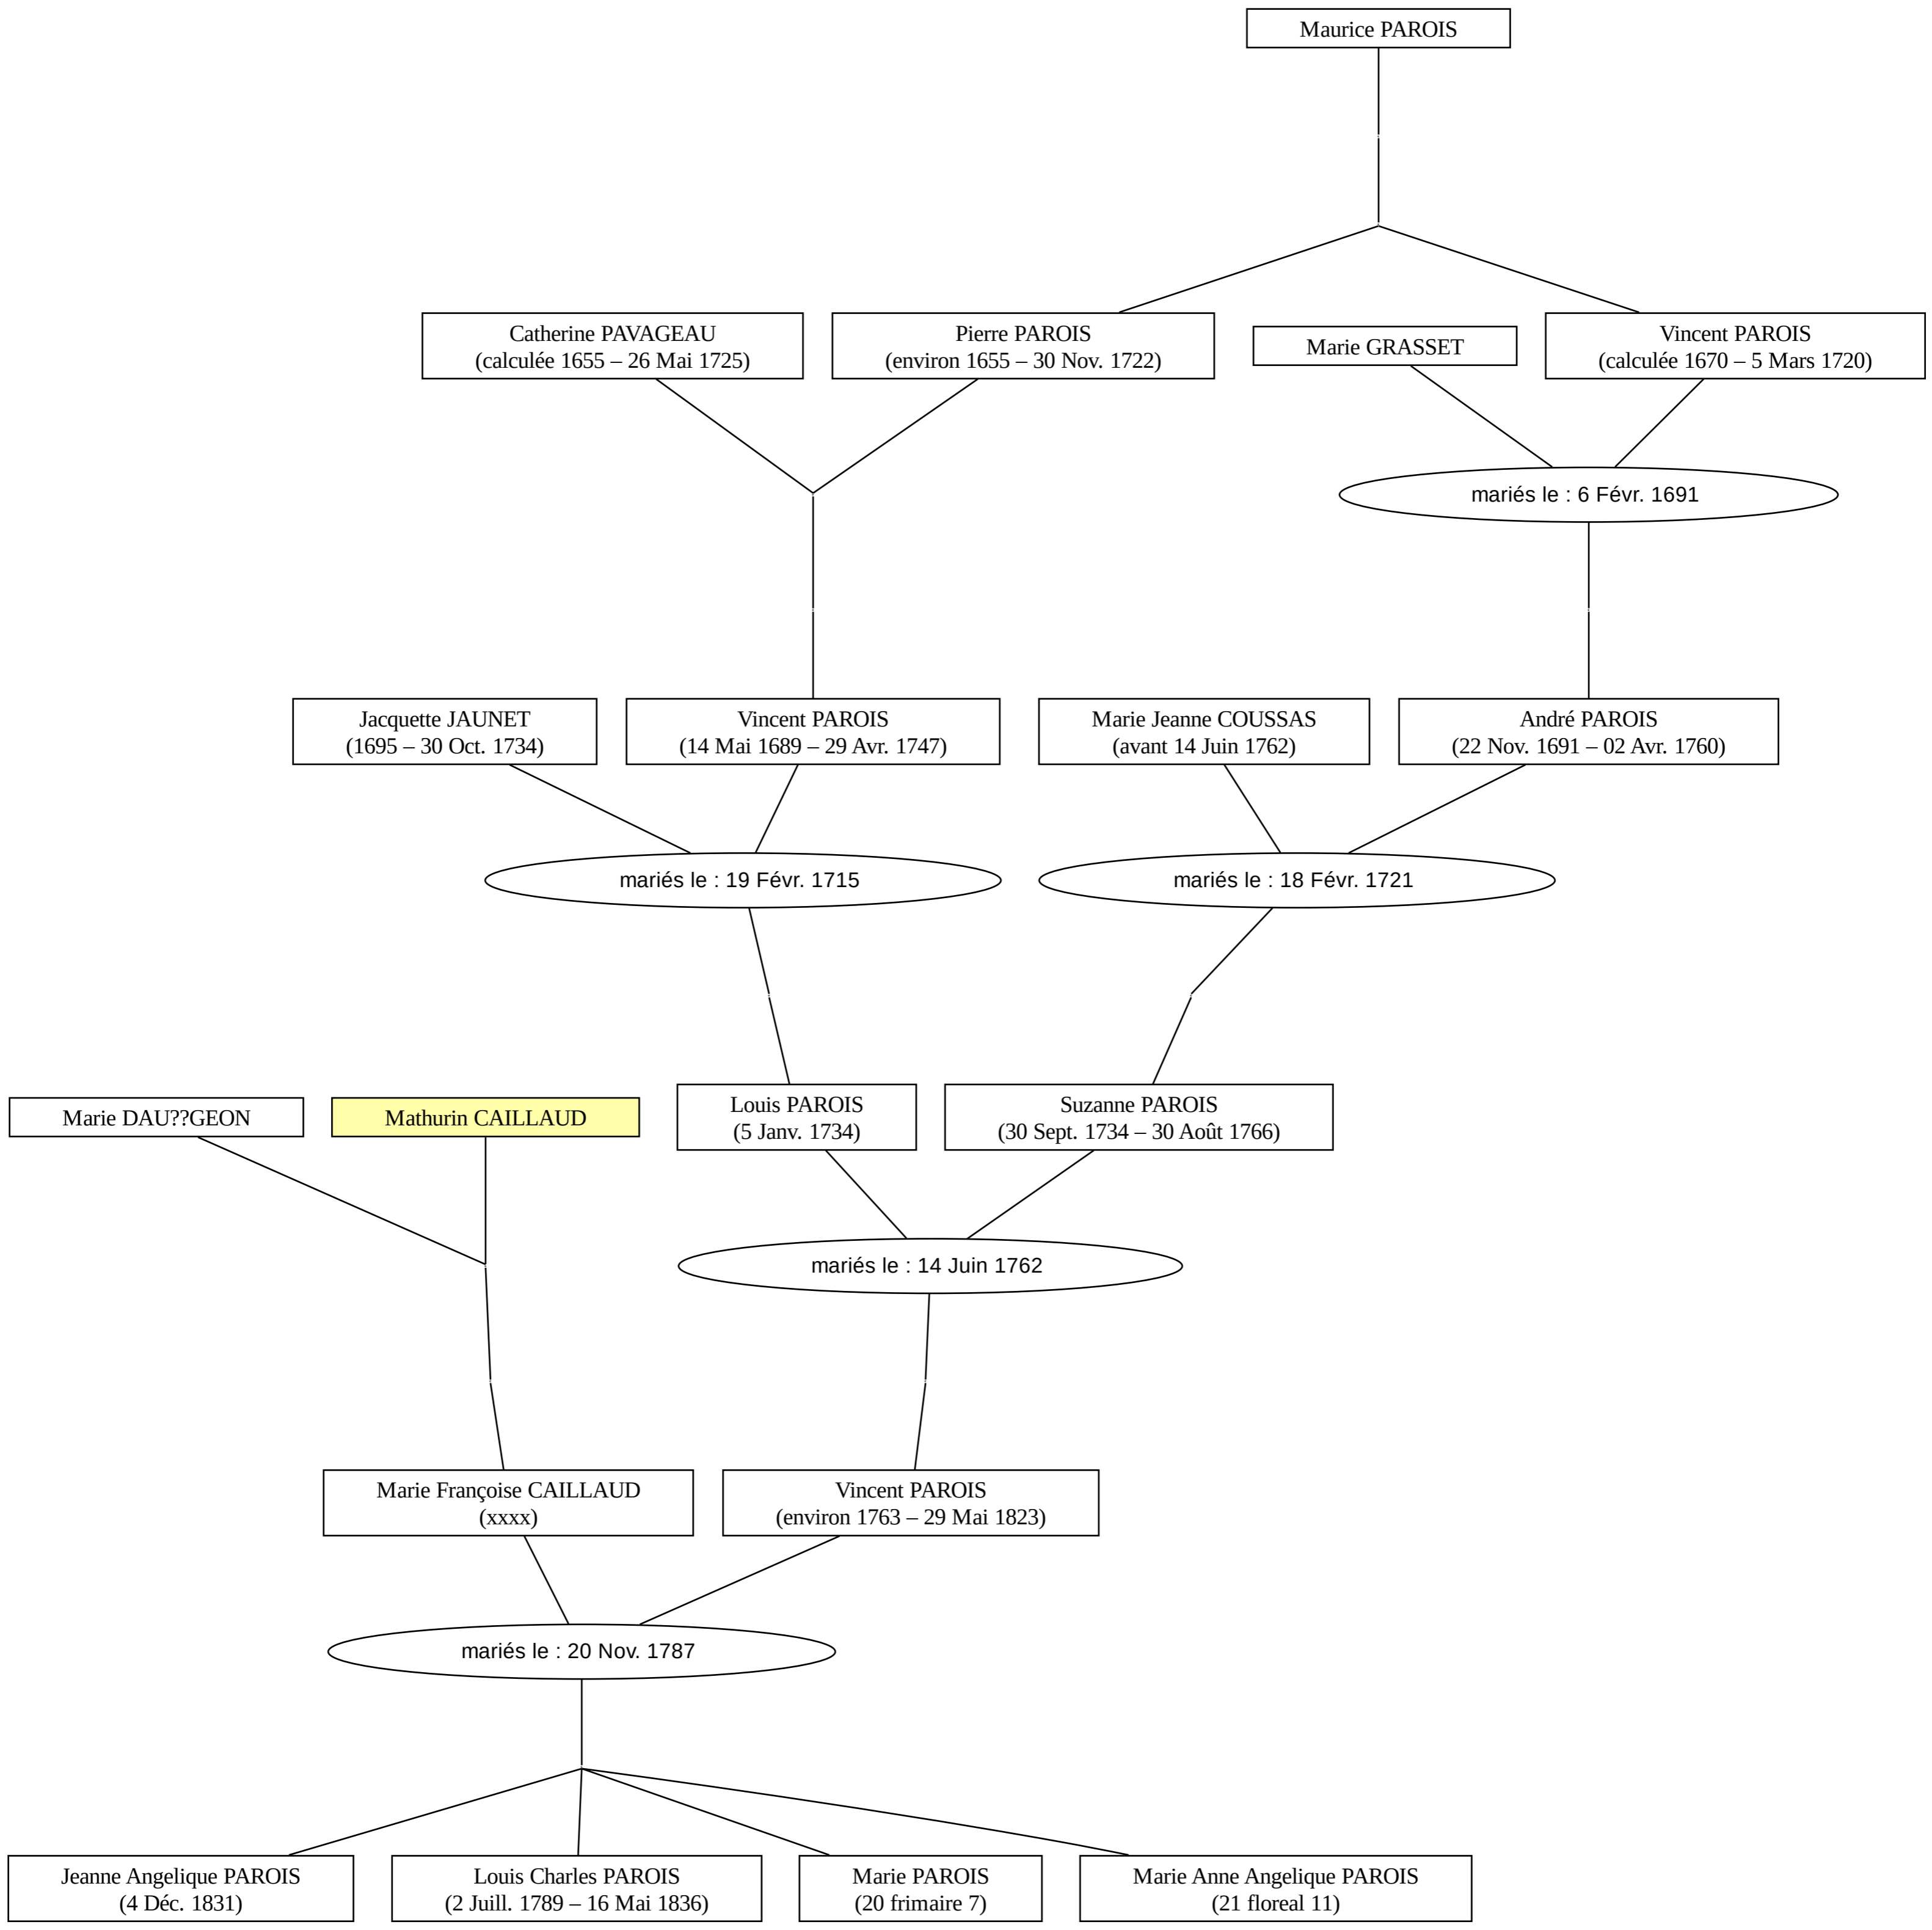 Maurice PAROIS
Catherine PAVAGEAU
(calculée 1655 – 26 Mai 1725)
Pierre PAROIS
(environ 1655 – 30 Nov. 1722)
Marie GRASSET
Vincent PAROIS
(calculée 1670 – 5 Mars 1720)
mariés le : 6 Févr. 1691
Jacquette JAUNET
(1695 – 30 Oct. 1734)
Vincent PAROIS
(14 Mai 1689 – 29 Avr. 1747)
Marie Jeanne COUSSAS
(avant 14 Juin 1762)
André PAROIS
(22 Nov. 1691 – 02 Avr. 1760)
mariés le : 19 Févr. 1715
mariés le : 18 Févr. 1721
Marie DAU??GEON
Mathurin CAILLAUD
Louis PAROIS
(5 Janv. 1734)
Suzanne PAROIS
(30 Sept. 1734 – 30 Août 1766)
mariés le : 14 Juin 1762
Marie Françoise CAILLAUD
(xxxx)
Vincent PAROIS
(environ 1763 – 29 Mai 1823)
mariés le : 20 Nov. 1787
Jeanne Angelique PAROIS
(4 Déc. 1831)
Louis Charles PAROIS
(2 Juill. 1789 – 16 Mai 1836)
Marie PAROIS
(20 frimaire 7)
Marie Anne Angelique PAROIS
(21 floreal 11)